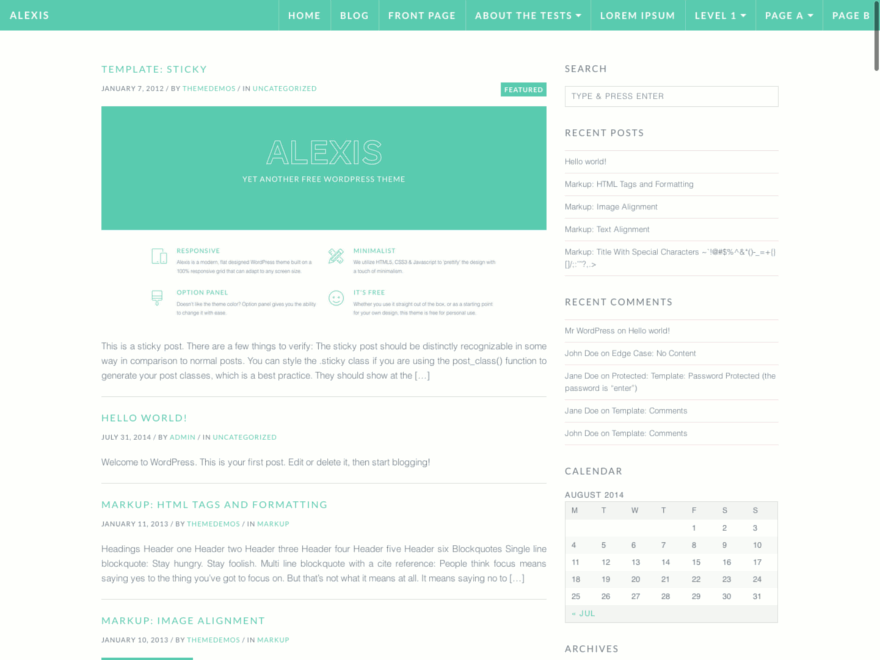 ALEXIS
HOME BLOG FRONT PAGE ABOUT THE TESTS LOREM IPSUM LEVEL 1 PAGE A PAGE B
TEMPLATE: STICKY
JANUARY 7, 2012 / BY THEMEDEMOS / IN UNCATEGORIZED
FEATURED
ALEXIS
YET ANOTHER FREE WORDPRESS THEME
RESPONSIVE
Alexis is a modern, flat designed WordPress theme built on a
100% responsive grid that can adapt to any screen size.
MINIMALIST
We utilize HTML5, CSS3 & Javascript to 'prettify' the design with
a touch of minimalism.
OPTION PANEL
Doesn't like the theme color? Option panel gives you the ability
to change it with ease.
IT'S FREE
Whether you use it straight out of the box, or as a starting point
for your own design, this theme is free for personal use.
This is a sticky post. There are a few things to verify: The sticky post should be distinctly recognizable in some
way in comparison to normal posts. You can style the .sticky class if you are using the post_class() function to
generate your post classes, which is a best practice. They should show at the […]
HELLO WORLD!
JULY 31, 2014 / BY ADMIN / IN UNCATEGORIZED
Welcome to WordPress. This is your first post. Edit or delete it, then start blogging!
MARKUP: HTML TAGS AND FORMATTING
JANUARY 11, 2013 / BY THEMEDEMOS / IN MARKUP
Headings Header one Header two Header three Header four Header five Header six Blockquotes Single line
blockquote: Stay hungry. Stay foolish. Multi line blockquote with a cite reference: People think focus means
saying yes to the thing you've got to focus on. But that's not what it means at all. It means saying no to […]
MARKUP: IMAGE ALIGNMENT
JANUARY 10, 2013 / BY THEMEDEMOS / IN MARKUP
SEARCH
TYPE & PRESS ENTER
RECENT POSTS
Hello world!
Markup: HTML Tags and Formatting
Markup: Image Alignment
Markup: Text Alignment
Markup: Title With Special Characters ~`!@#$%^&*()-_=+{}
[]/;:'"?,.>
RECENT COMMENTS
Mr WordPress on Hello world!
John Doe on Edge Case: No Content
Jane Doe on Protected: Template: Password Protected (the
password is "enter")
Jane Doe on Template: Comments
John Doe on Template: Comments
CALENDAR
AUGUST 2014
M T W T F S S
1 2 3
4 5 6 7 8 9 10
11 12 13 14 15 16 17
18 19 20 21 22 23 24
25 26 27 28 29 30 31
« JUL
ARCHIVES